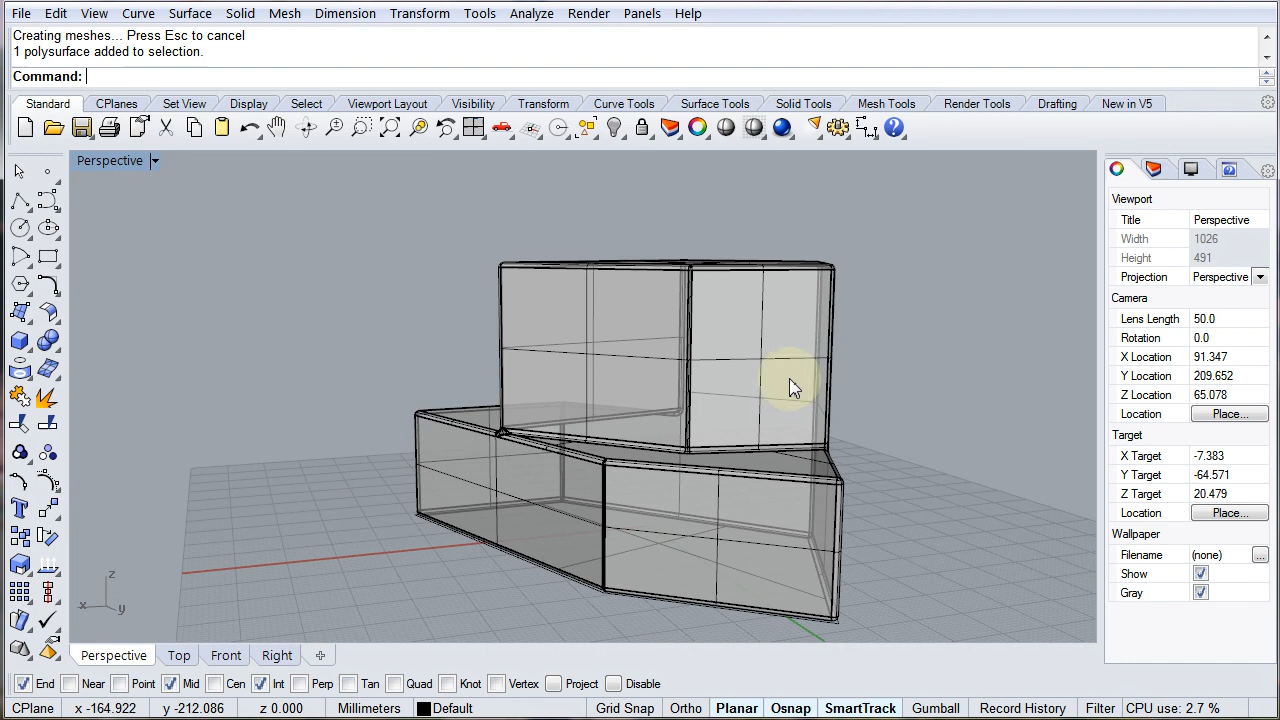 File Edit View Curve Surface Solid Mesh Dimension Transform Tools Analyze Render Panels Help
Creating meshes... Press Esc to cancel
1 polysurface added to selection.
Command:
Standard CPlanes Set View Display Select Viewport Layout Visibility Transform Curve Tools Surface Tools Solid Tools Mesh Tools Render Tools Drafting New in V5
Perspective
Viewport
Title Perspective
Width 1026
Height 491
Projection Perspective
Camera
Lens Length 50.0
Rotation 0.0
X Location 91.347
Y Location 209.652
Z Location 65.078
Location Place...
Target
X Target -7.383
Y Target -64.571
Z Target 20.479
Location Place...
Wallpaper
Filename (none) ...
Show
Gray
z
x y
Perspective Top Front Right
End Near Point Mid Cen Int Perp Tan Quad Knot Vertex Project Disable
CPlane x -164.922 y -212.086 z 0.000 Millimeters Default Grid Snap Ortho Planar Osnap SmartTrack Gumball Record History Filter CPU use: 2.7 %